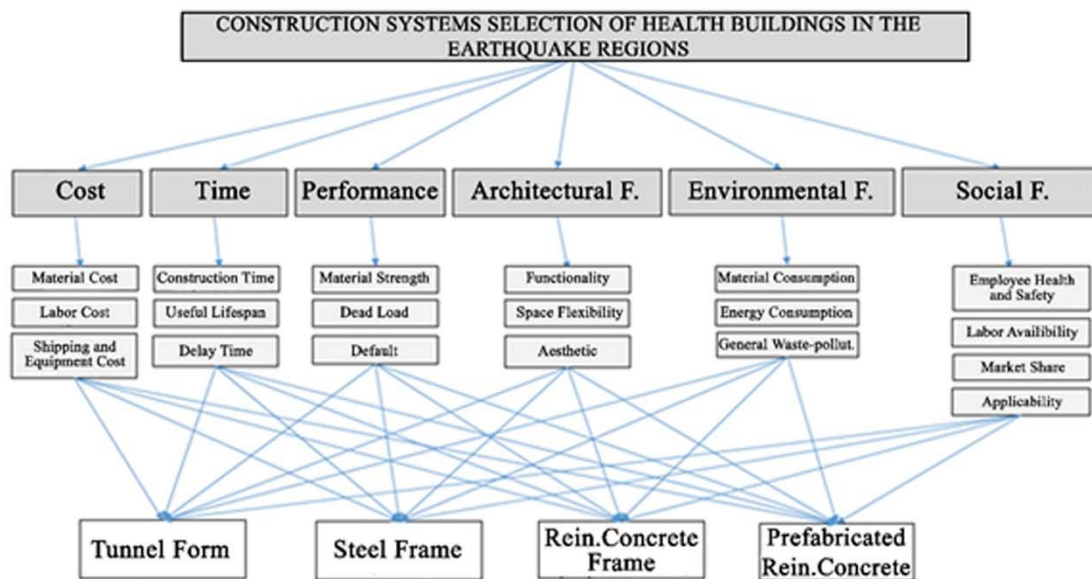 CONSTRUCTION SYSTEMS SELECTION OF HEALTH BUILDINGS IN THE
EARTHQUAKE REGIONS
Cost
Time
Performance
Architectural F.
Environmental F.
Social F.
Material Cost
Labor Cost
Shipping and
Equipment Cost
Construction Time
Useful Lifespan
Delay Time
Material Strength
Dead Load
Default
Functionality
Space Flexibility
Aesthetic
Material Consumption
Energy Consumption
General Waste-pollut.
Employee Health
and Safety
Labor Availibility
Market Share
Applicability
Tunnel Form
Steel Frame
Rein.Concrete
Frame
Prefabricated
Rein.Concrete